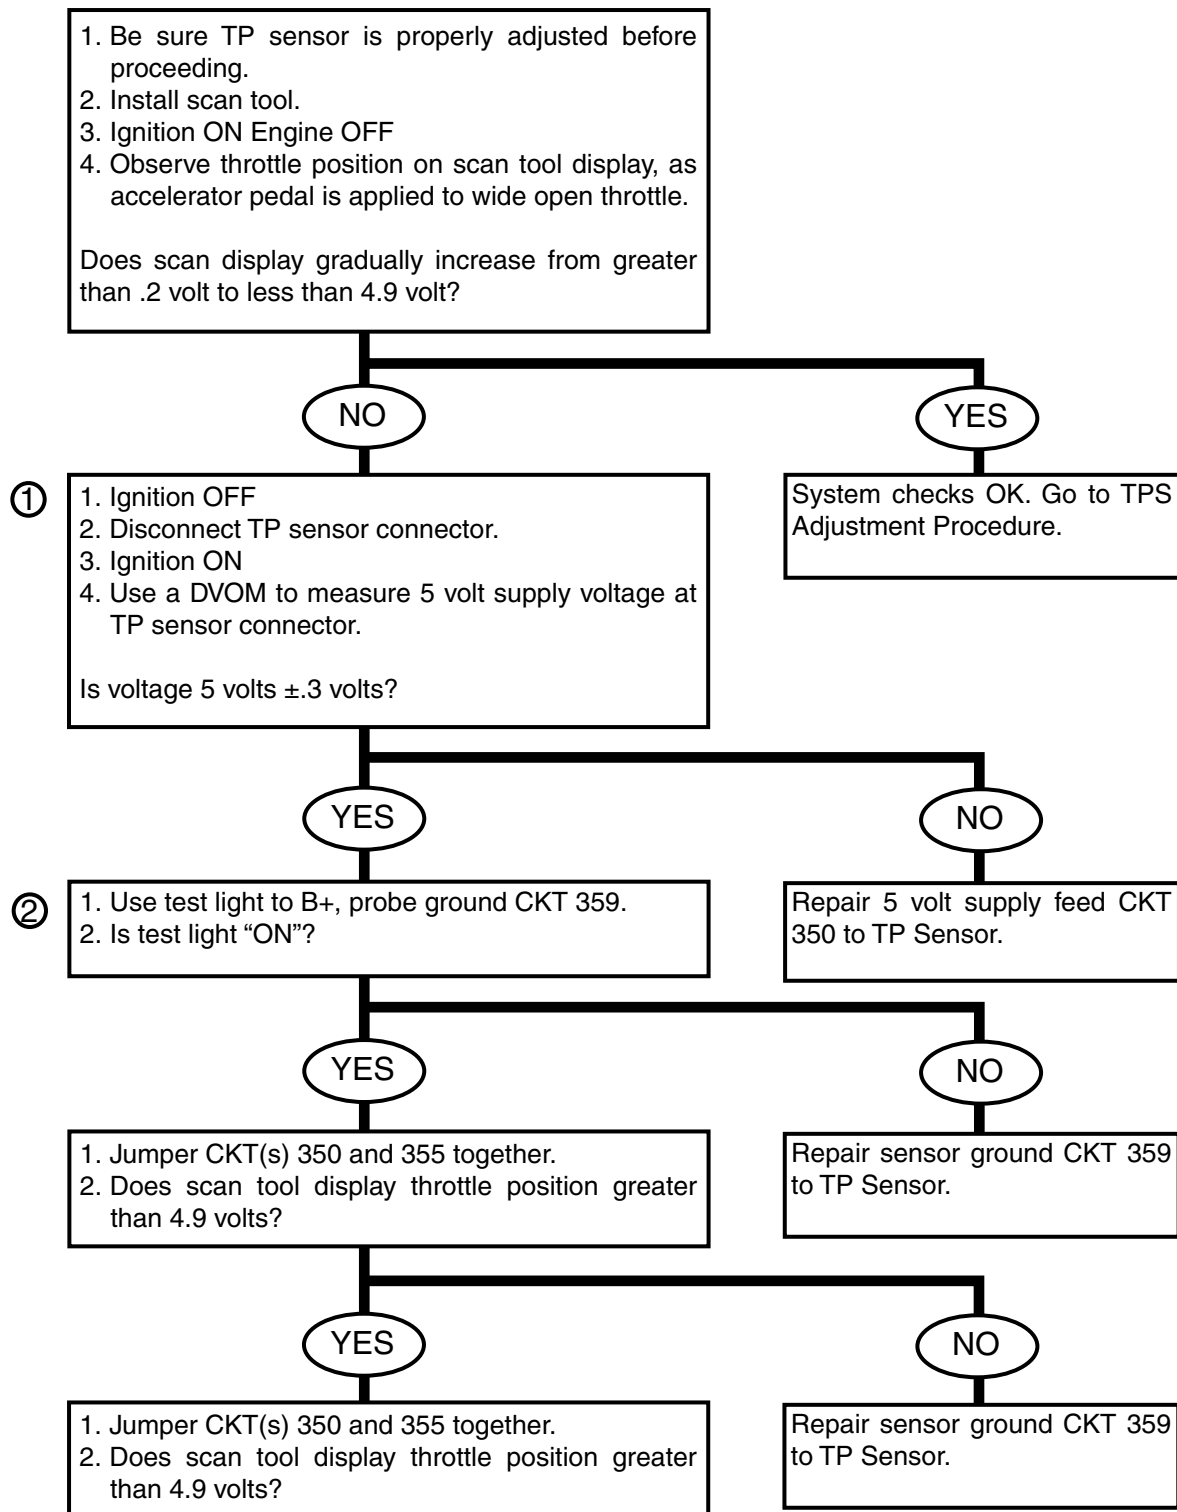 1. Be sure TP sensor is properly adjusted before
proceeding.
2. Install scan tool.
3. Ignition ON Engine OFF
4. Observe throttle position on scan tool display, as
accelerator pedal is applied to wide open throttle.
Does scan display gradually increase from greater
than .2 volt to less than 4.9 volt?
NO
YES
①
1. Ignition OFF
2. Disconnect TP sensor connector.
3. Ignition ON
4. Use a DVOM to measure 5 volt supply voltage at
TP sensor connector.
Is voltage 5 volts ±.3 volts?
System checks OK. Go to TPS
Adjustment Procedure.
YES
NO
②
1. Use test light to B+, probe ground CKT 359.
2. Is test light “ON”?
Repair 5 volt supply feed CKT
350 to TP Sensor.
YES
NO
1. Jumper CKT(s) 350 and 355 together.
2. Does scan tool display throttle position greater
than 4.9 volts?
Repair sensor ground CKT 359
to TP Sensor.
YES
NO
1. Jumper CKT(s) 350 and 355 together.
2. Does scan tool display throttle position greater
than 4.9 volts?
Repair sensor ground CKT 359
to TP Sensor.